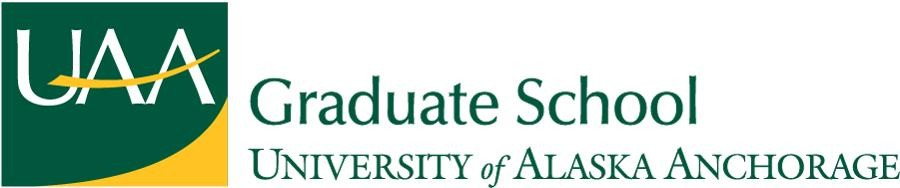 UAA
Graduate School
UNIVERSITY of ALASKA ANCHORAGE